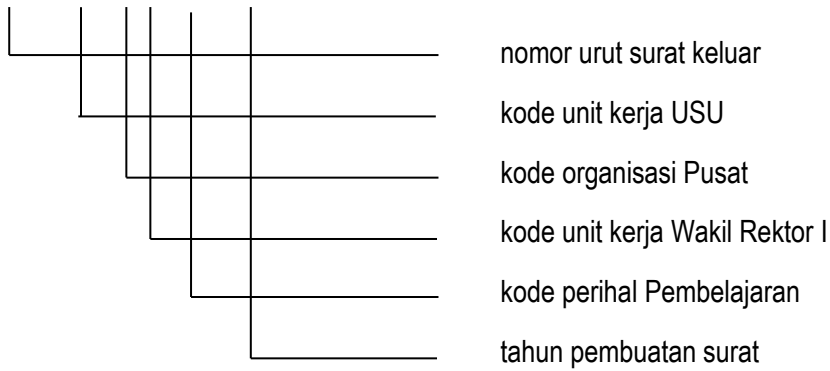 nomor urut surat keluar
kode unit kerja USU
kode organisasi Pusat
kode unit kerja Wakil Rektor I
kode perihal Pembelajaran
tahun pembuatan surat